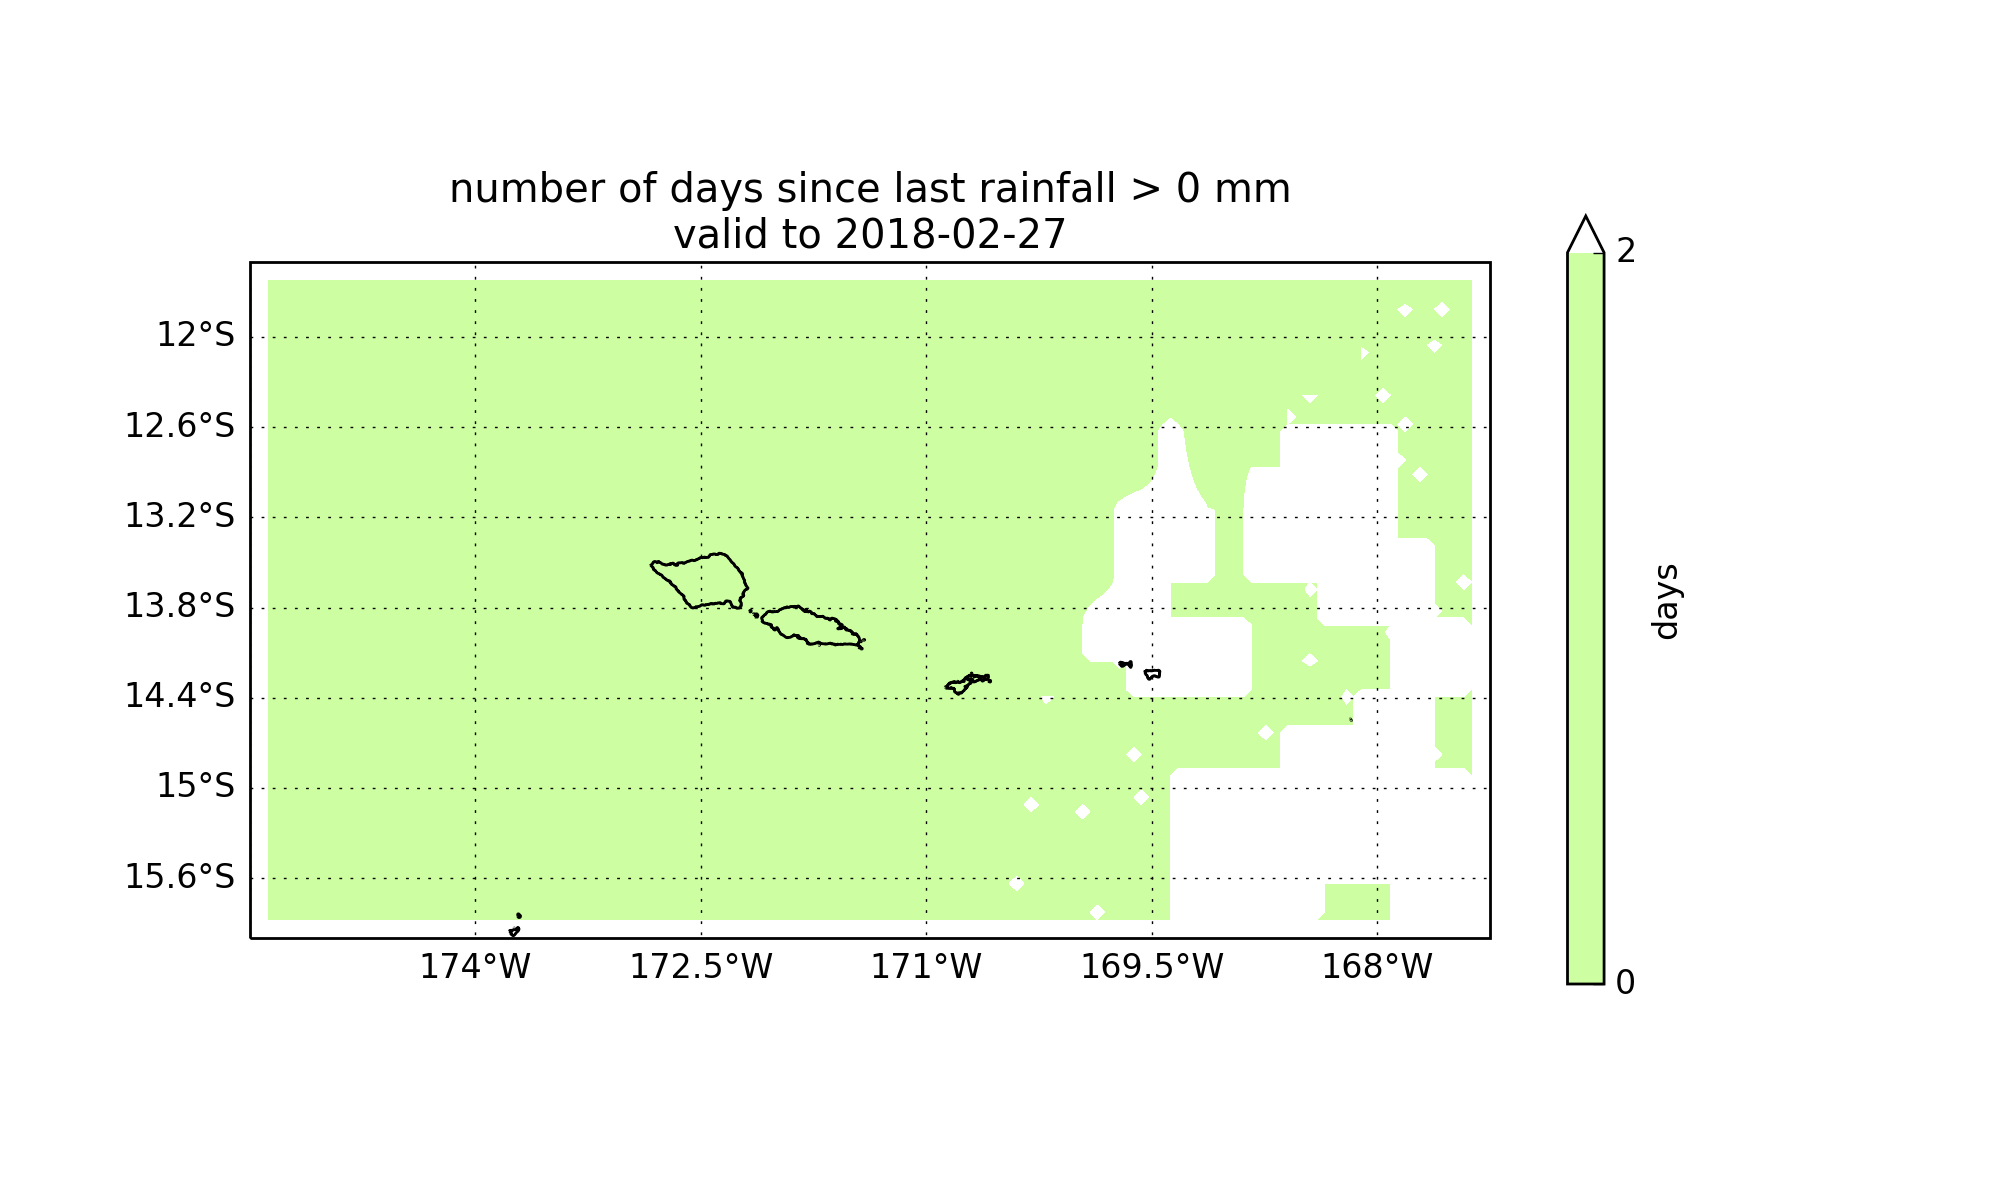 number of days since last rainfall > 0 mm
valid to 2018-02-27
2
12°S
12.6°S
13.2°S
13.8°S
14.4°S
15°S
15.6°S
days
174°W
172.5°W
171°W
169.5°W
168°W
0